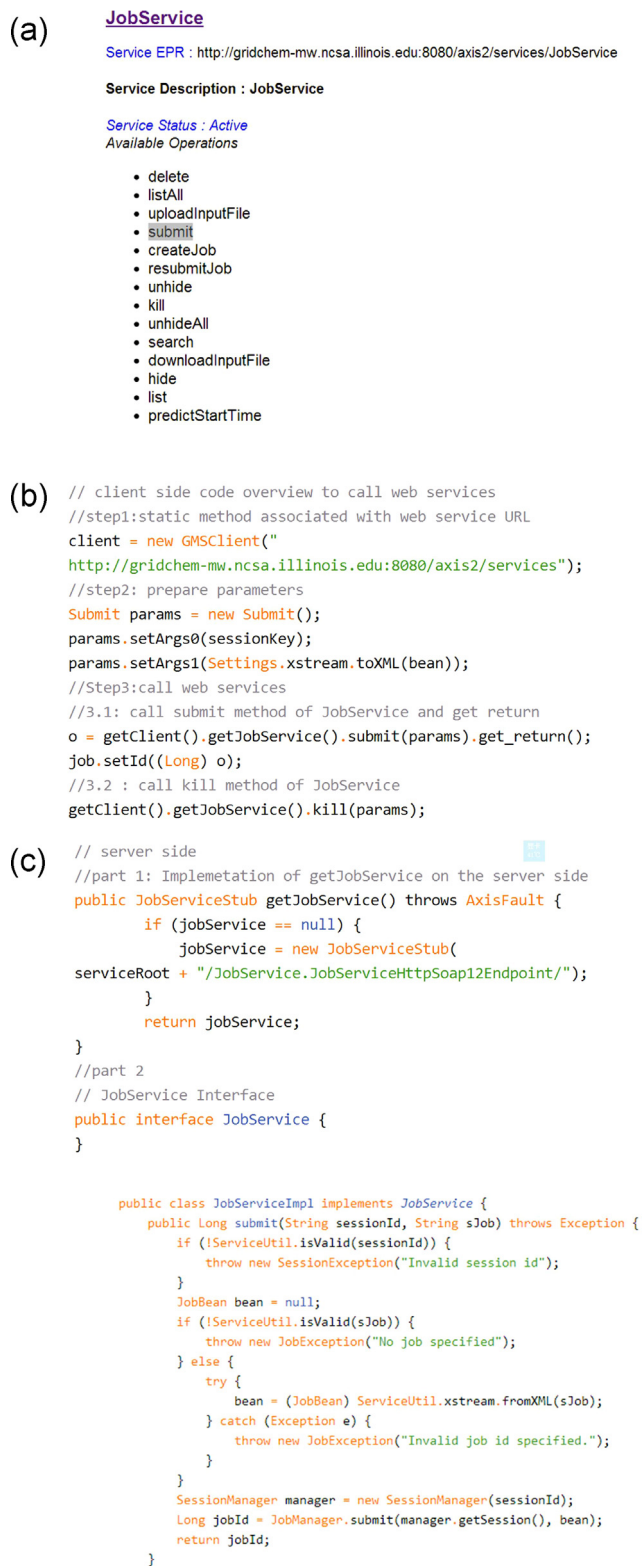 (a)
JobService
Service EPR : http://gridchem-mw.ncsa.illinois.edu:8080/axis2/services/JobService
Service Description : JobService
Service Status : Active
Available Operations
• delete
• listAll
• uploadInputFile
• submit
• createJob
• resubmitJob
• unhide
• kill
• unhideAll
• search
• downloadInputFile
• hide
• list
• predictStartTime
(b)
// client side code overview to call web services
//step1:static method associated with web service URL
client = new GMSClient("
http://gridchem-mw.ncsa.illinois.edu:8080/axis2/services");
//step2: prepare parameters
Submit params = new Submit();
params.setArgs0(sessionKey);
params.setArgs1(Settings.xstream.toXML(bean));
//Step3:call web services
//3.1: call submit method of JobService and get return
o = getClient().getJobService().submit(params).get_return();
job.setId((Long) o);
//3.2 : call kill method of JobService
getClient().getJobService().kill(params);
(c)
// server side
//part 1: Implemetation of getJobService on the server side
public JobServiceStub getJobService() throws AxisFault {
if (jobService == null) {
jobService = new JobServiceStub(
serviceRoot + "/JobService.JobServiceHttpSoap12Endpoint/");
}
return jobService;
}
//part 2
// JobService Interface
public interface JobService {
}
public class JobServiceImpl implements JobService {
public Long submit(String sessionId, String sJob) throws Exception {
if (!ServiceUtil.isValid(sessionId)) {
throw new SessionException("Invalid session id");
}
JobBean bean = null;
if (!ServiceUtil.isValid(sJob)) {
throw new JobException("No job specified");
} else {
try {
bean = (JobBean) ServiceUtil.xstream.fromXML(sJob);
} catch (Exception e) {
throw new JobException("Invalid job id specified.");
}
}
SessionManager manager = new SessionManager(sessionId);
Long jobId = JobManager.submit(manager.getSession(), bean);
return jobId;
}